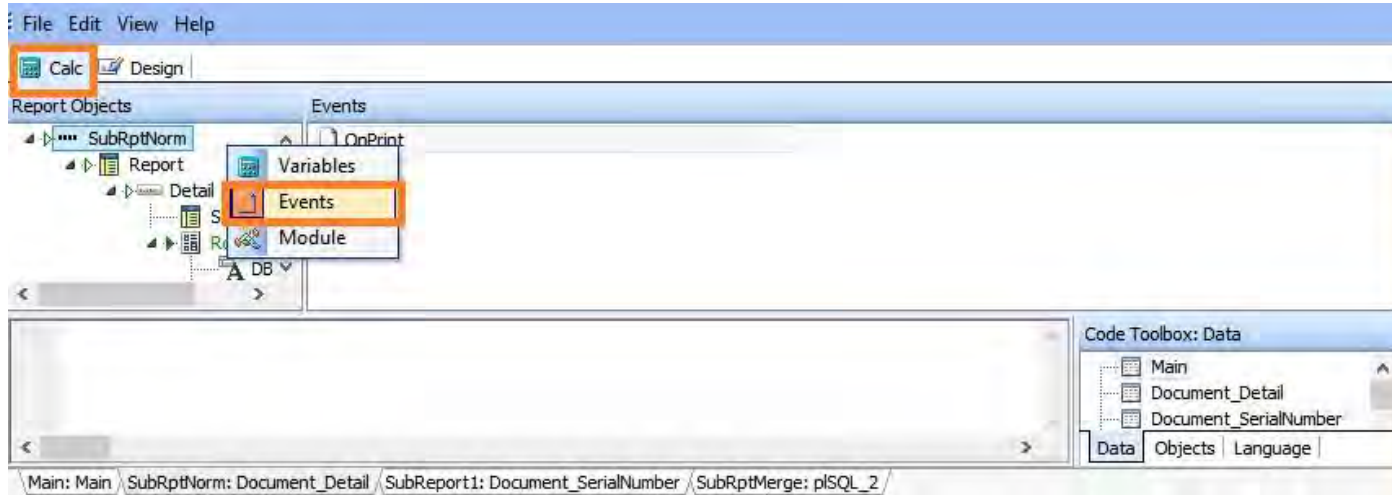 File Edit View Help
Calc Design
Report Objects
Events
SubRptNorm
OnPrint
Report
Variables
Detail
Events
S
Re
Module
DB
Code Toolbox: Data
Main
Document_Detail
Document_SerialNumber
Data Objects Language
Main: Main SubRptNorm: Document_Detail SubReport1: Document_SerialNumber SubRptMerge: plSQL_2